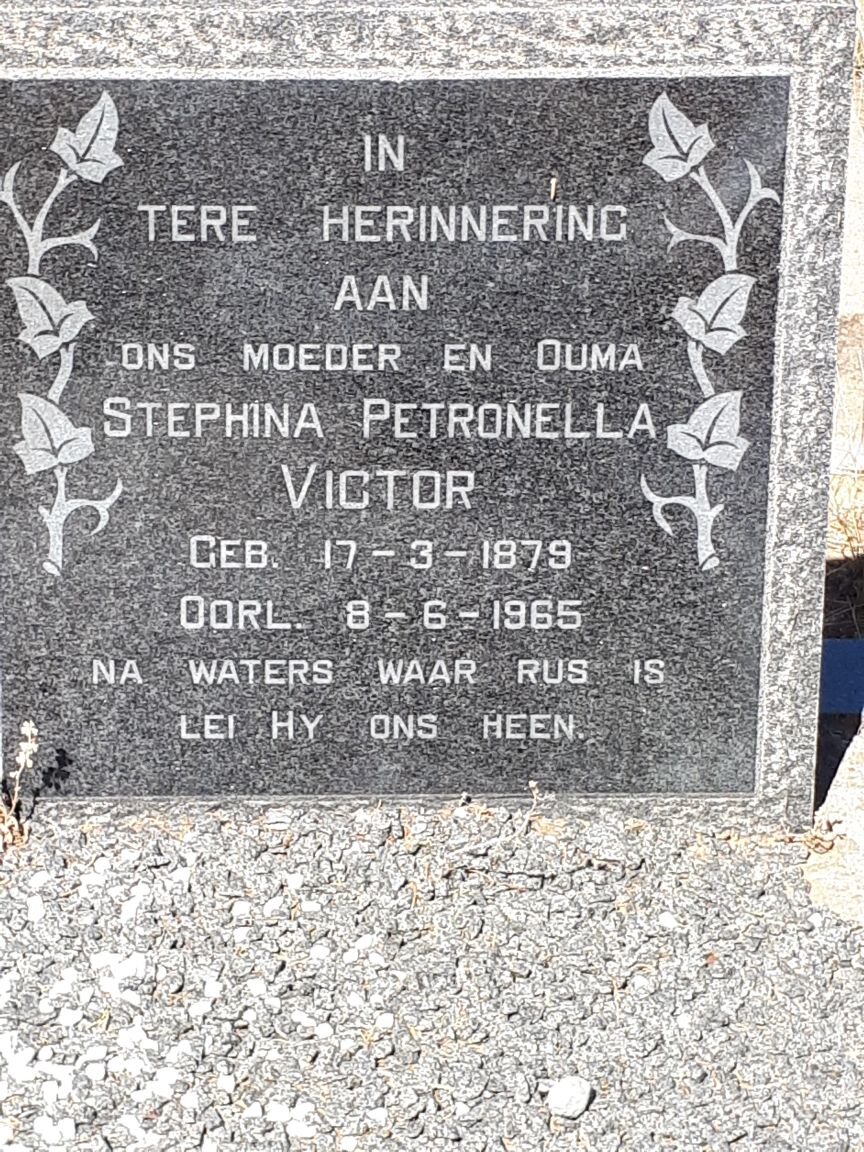 IN
TERE HERINNERING
AAN
ONS MOEDER EN OUMA
STEPHINA PETRONELLA
VICTOR
GEB. 17-3-1879
OORL. 8-6-1965
NA WATERS WAAR RUS IS
LEI HY ONS HEEN.